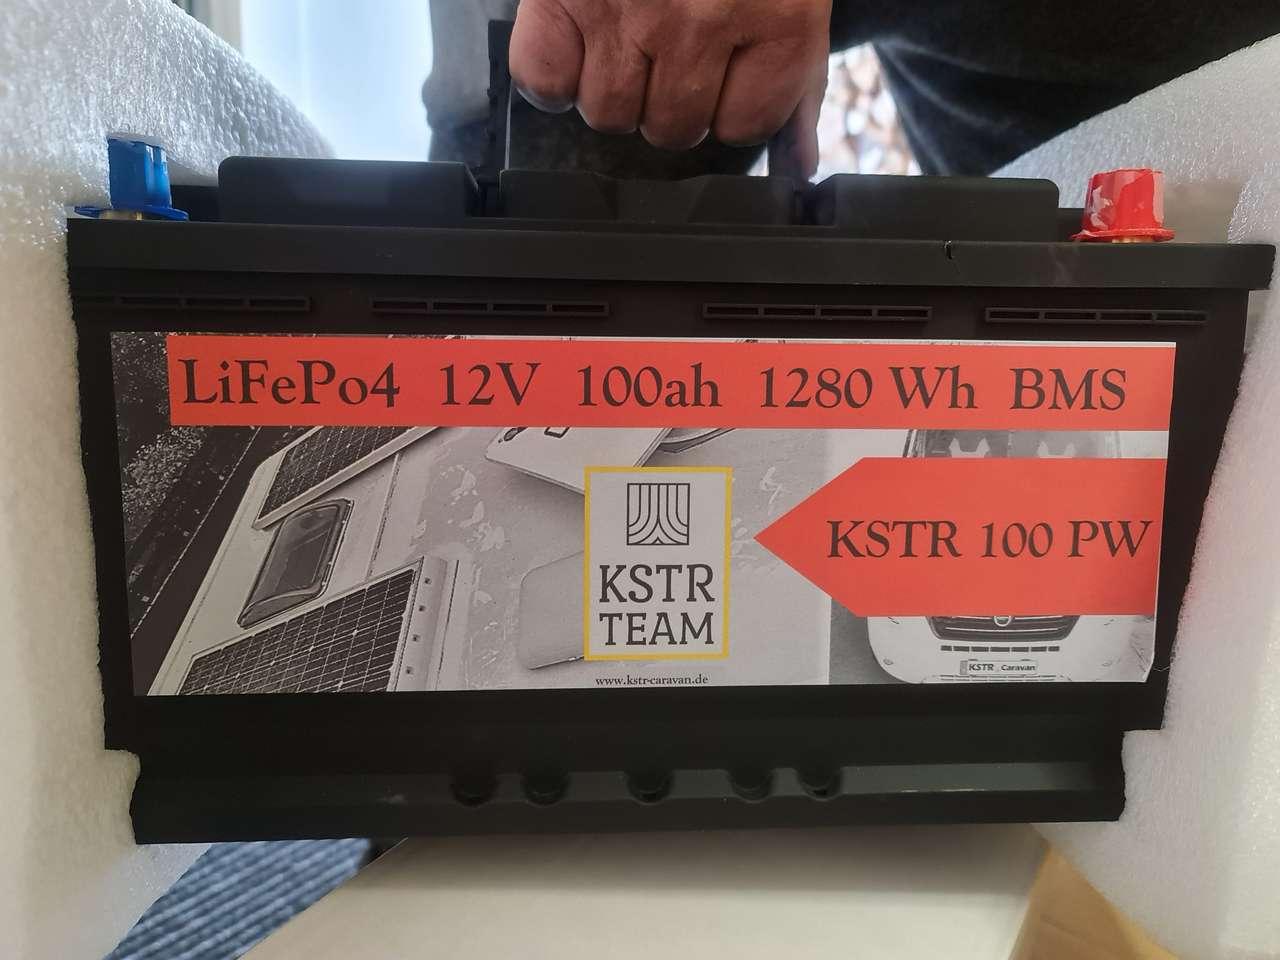 LiFePo4 12V 100ah 1280 Wh BMS
KSTR 100 PW
KSTR
TEAM
KSTR Caravan
www.kstr-caravan.de